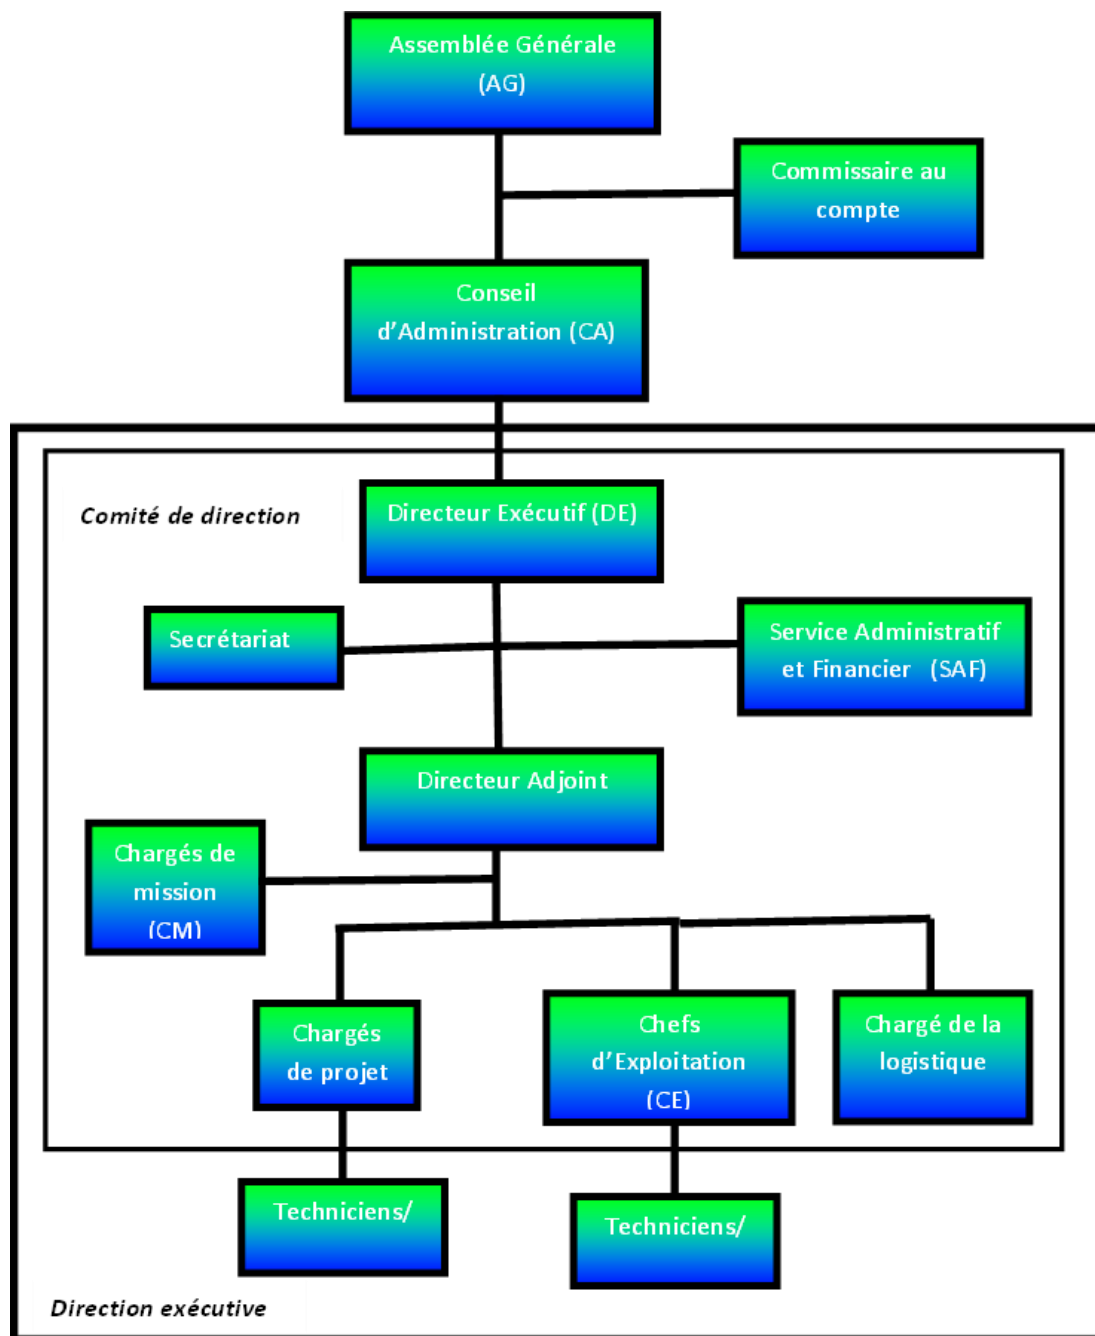 Assemblée Générale
(AG)
Commissaire au
compte
Conseil
d’Administration (CA)
Comité de direction
Directeur Exécutif (DE)
Secrétariat
Service Administratif
et Financier (SAF)
Directeur Adjoint
Chargés de
mission
(CM)
Chargés
de projet
Chefs
d’Exploitation
(CE)
Chargé de la
logistique
Techniciens/
Techniciens/
Direction exécutive